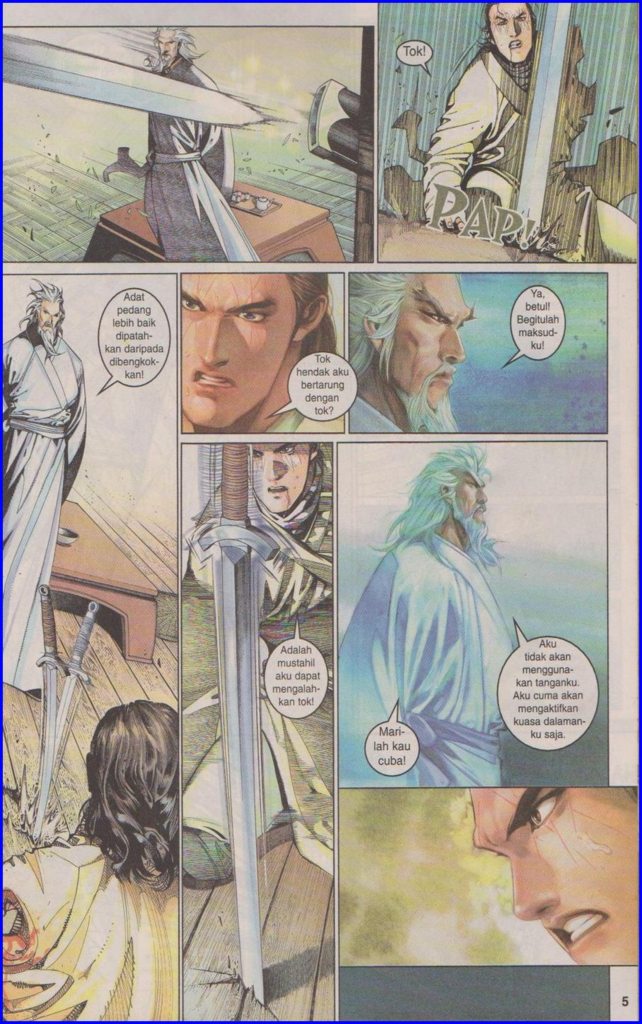 Tok!
PAP!
Adat
pedang
lebih baik
dipatah-
kan daripada
dibengkok-
kan!
Tok
hendak aku
bertarung
dengan
tok?
Ya,
betul!
Begitulah
maksud-
ku!
Adalah
mustahil
aku dapat
mengalah-
kan tok!
Aku
tidak akan
mengguna-
kan tanganku.
Aku cuma akan
mengaktifkan
kuasa dalaman-
ku saja.
Mari-
lah kau
cuba!
5